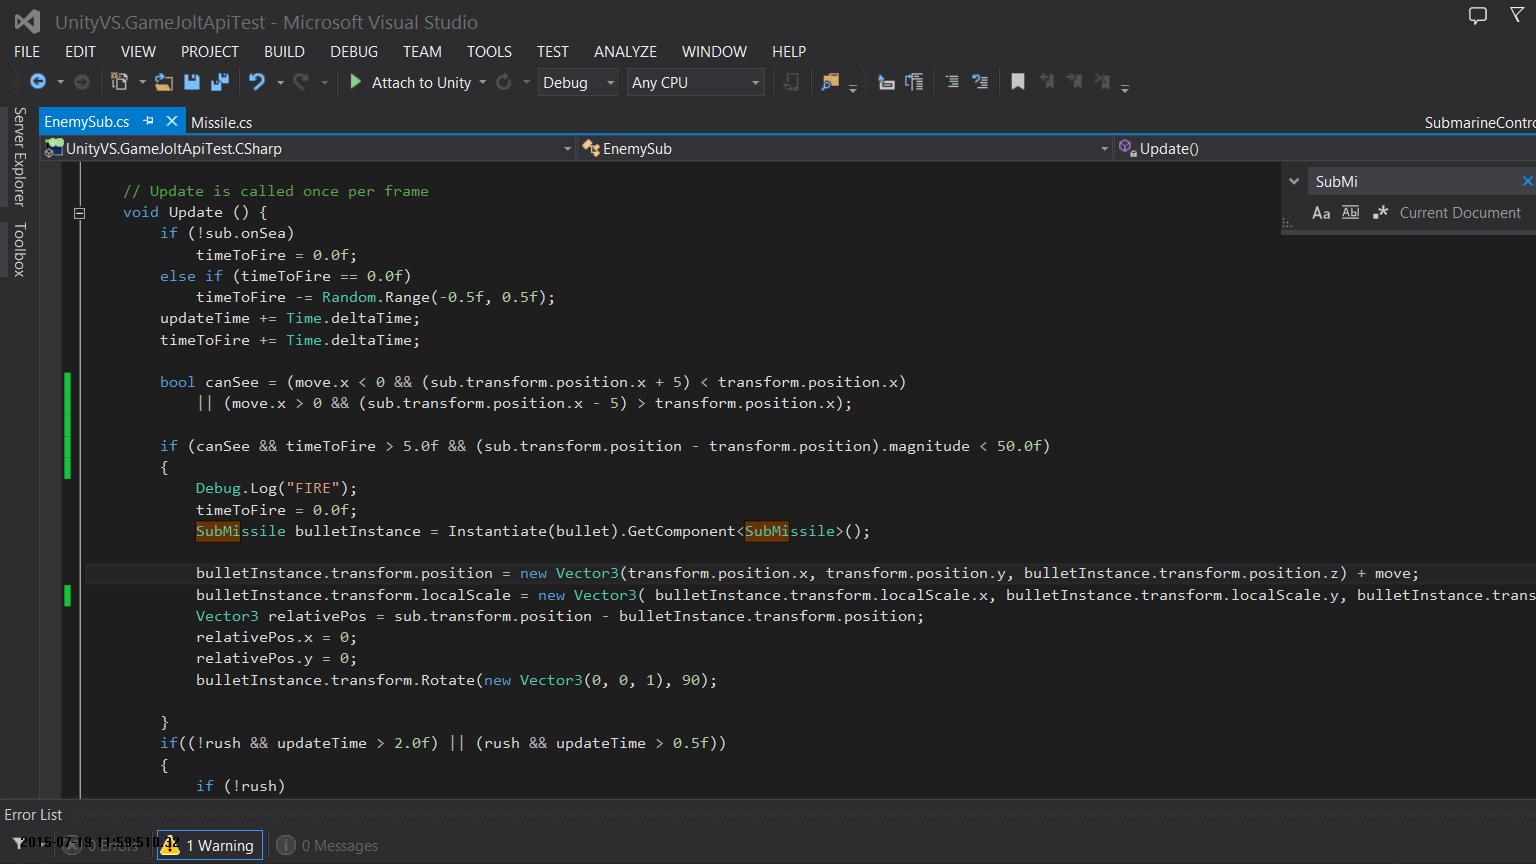 UnityVS.GameJoltApiTest - Microsoft Visual Studio
FILE EDIT VIEW PROJECT BUILD DEBUG TEAM TOOLS TEST ANALYZE WINDOW HELP
Attach to Unity Debug Any CPU
Server Explorer
Toolbox
EnemySub.cs Missile.cs SubmarineContro
UnityVS.GameJoltApiTest.CSharp EnemySub Update()
SubMi
Aa Abl .* Current Document
// Update is called once per frame
void Update () {
if (!sub.onSea)
timeToFire = 0.0f;
else if (timeToFire == 0.0f)
timeToFire -= Random.Range(-0.5f, 0.5f);
updateTime += Time.deltaTime;
timeToFire += Time.deltaTime;
bool canSee = (move.x < 0 && (sub.transform.position.x + 5) < transform.position.x)
|| (move.x > 0 && (sub.transform.position.x - 5) > transform.position.x);
if (canSee && timeToFire > 5.0f && (sub.transform.position - transform.position).magnitude < 50.0f)
{
Debug.Log("FIRE");
timeToFire = 0.0f;
SubMissile bulletInstance = Instantiate(bullet).GetComponent<SubMissile>();
bulletInstance.transform.position = new Vector3(transform.position.x, transform.position.y, bulletInstance.transform.position.z) + move;
bulletInstance.transform.localScale = new Vector3( bulletInstance.transform.localScale.x, bulletInstance.transform.localScale.y, bulletInstance.trans
Vector3 relativePos = sub.transform.position - bulletInstance.transform.position;
relativePos.x = 0;
relativePos.y = 0;
bulletInstance.transform.Rotate(new Vector3(0, 0, 1), 90);
}
if((!rush && updateTime > 2.0f) || (rush && updateTime > 0.5f))
{
if (!rush)
Error List
0 Errors 1 Warning 0 Messages
2015-07-19